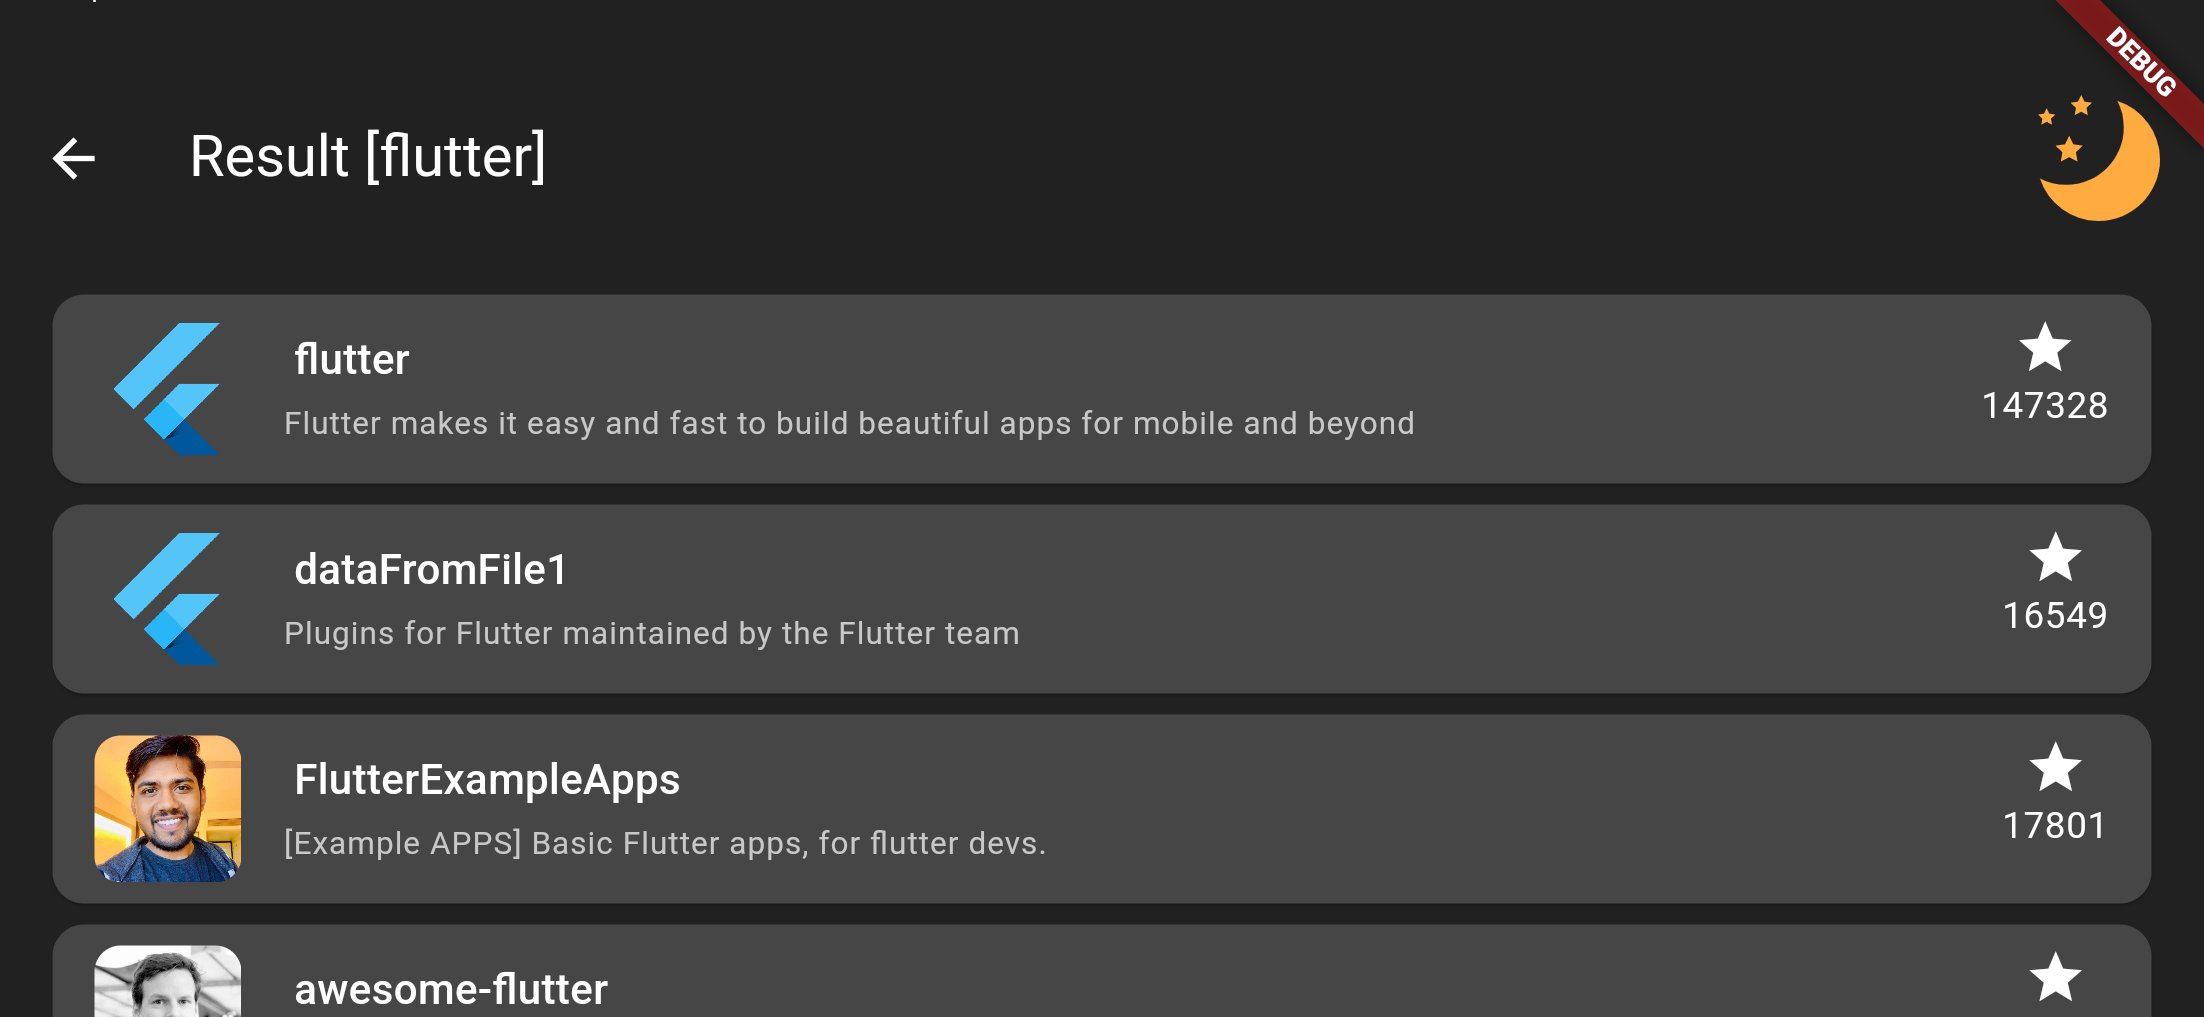 DEBUG
Result [flutter]
flutter
Flutter makes it easy and fast to build beautiful apps for mobile and beyond
147328
dataFromFile1
Plugins for Flutter maintained by the Flutter team
16549
FlutterExampleApps
[Example APPS] Basic Flutter apps, for flutter devs.
17801
awesome-flutter